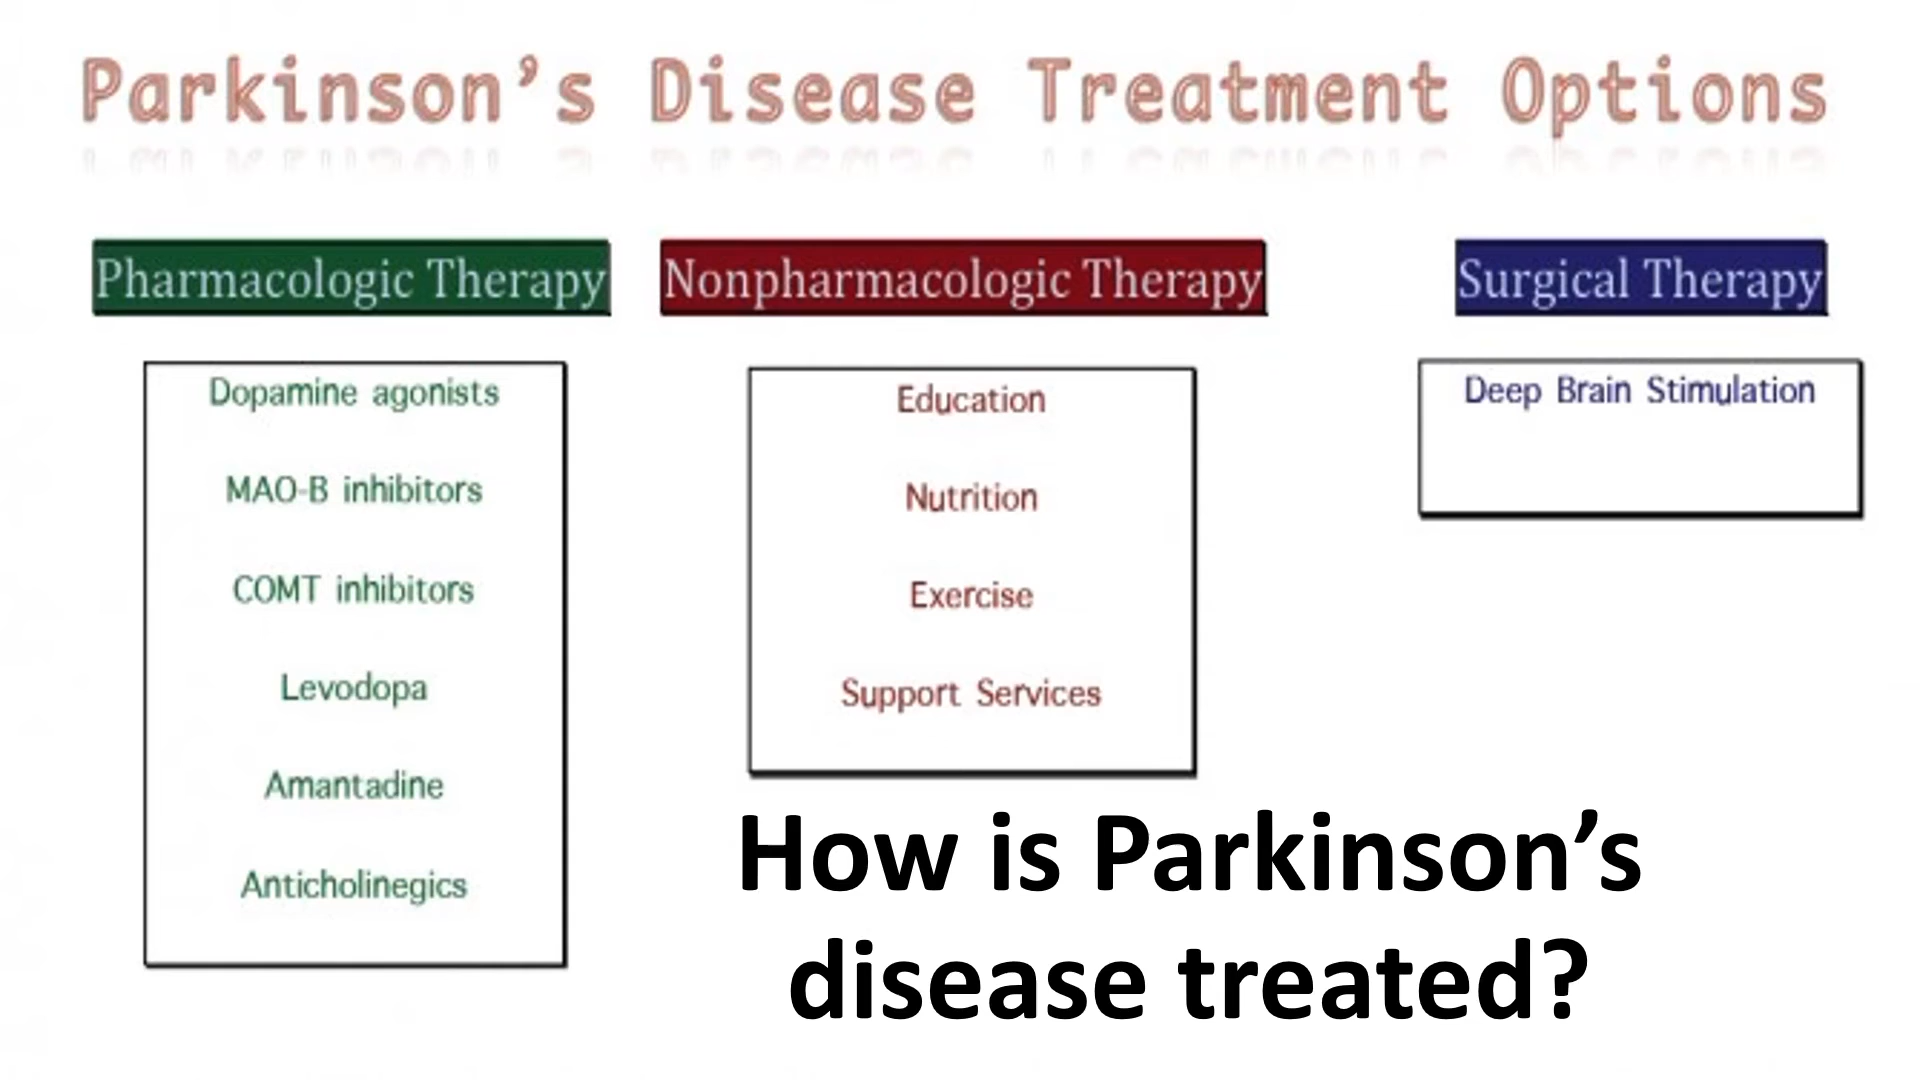 Parkinson's Disease Treatment Options
Pharmacologic Therapy
Dopamine agonists
MAO-B inhibitors
COMT inhibitors
Levodopa
Amantadine
Anticholinegics
Nonpharmacologic Therapy
Education
Nutrition
Exercise
Support Services
Surgical Therapy
Deep Brain Stimulation
How is Parkinson’s
disease treated?